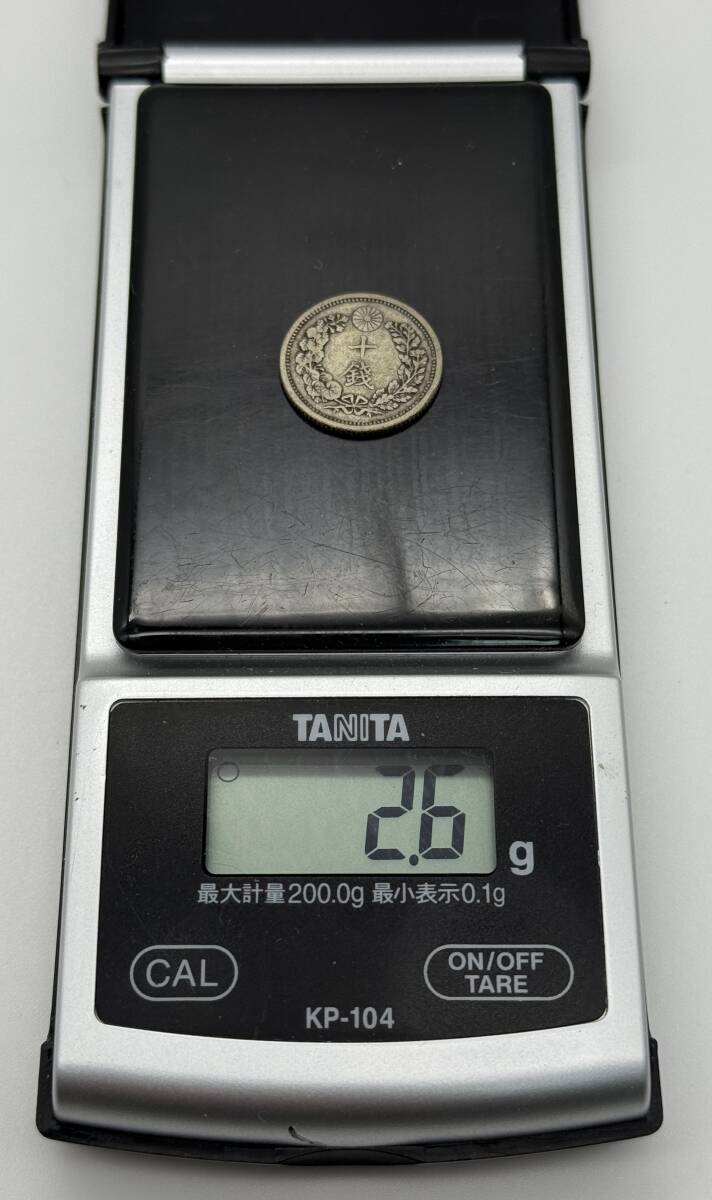 十
錢
TANITA
2.6 g
最大計量200.0g 最小表示0.1g
CAL
ON/OFF
TARE
KP-104